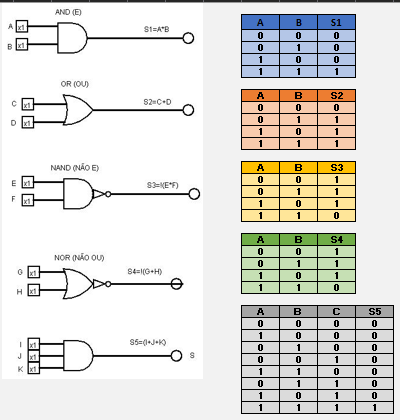 AND (E)
A x1
B x1
S1=A*B
OR (OU)
C x1
D x1
S2=C+D
NAND (NÃO E)
E x1
F x1
S3=!(E*F)
NOR (NÃO OU)
G x1
H x1
S4=!(G+H)
I x1
J x1
K x1
S5=(I+J+K)
S
A B S1
0 0 0
0 1 0
1 0 0
1 1 1
A B S2
0 0 0
0 1 1
1 0 1
1 1 1
A B S3
0 0 1
0 1 1
1 0 1
1 1 0
A B S4
0 0 1
0 1 1
1 0 1
1 1 0
A B C S5
0 0 0 0
1 0 0 0
0 1 0 0
0 0 1 0
1 1 0 0
0 1 1 0
1 0 1 0
1 1 1 1